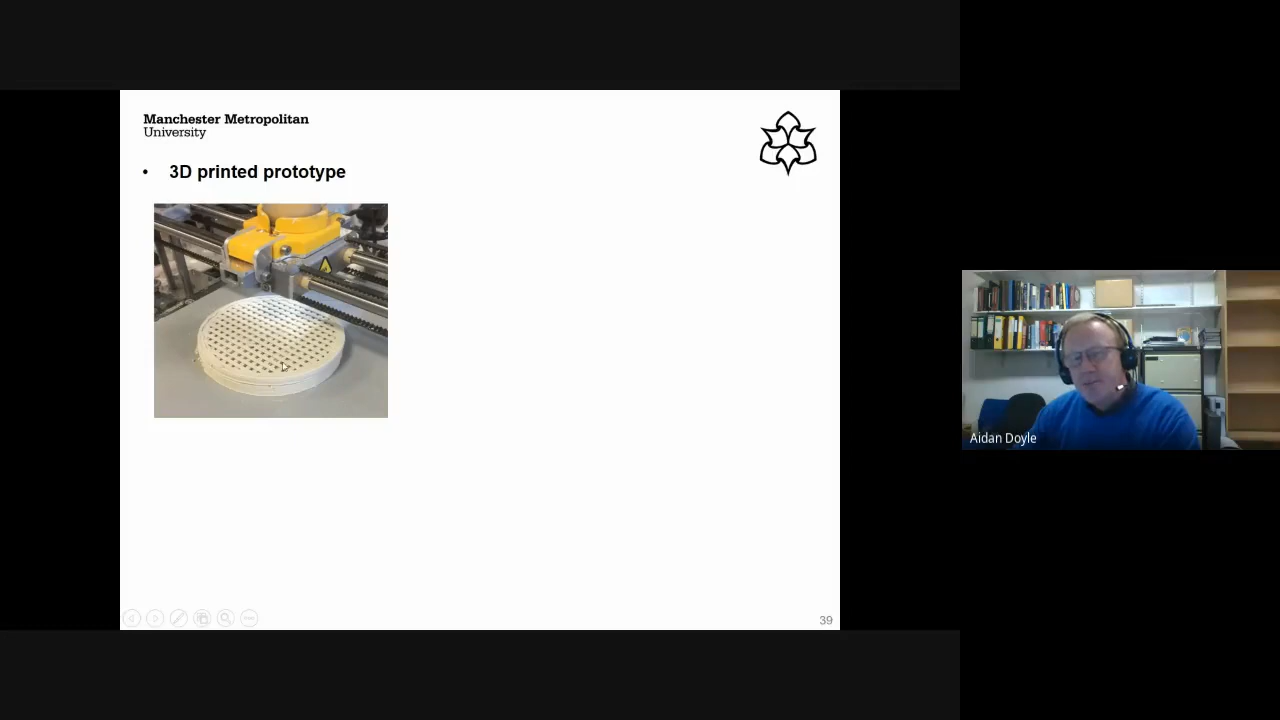 Manchester Metropolitan
University
• 3D printed prototype
39
Aidan Doyle